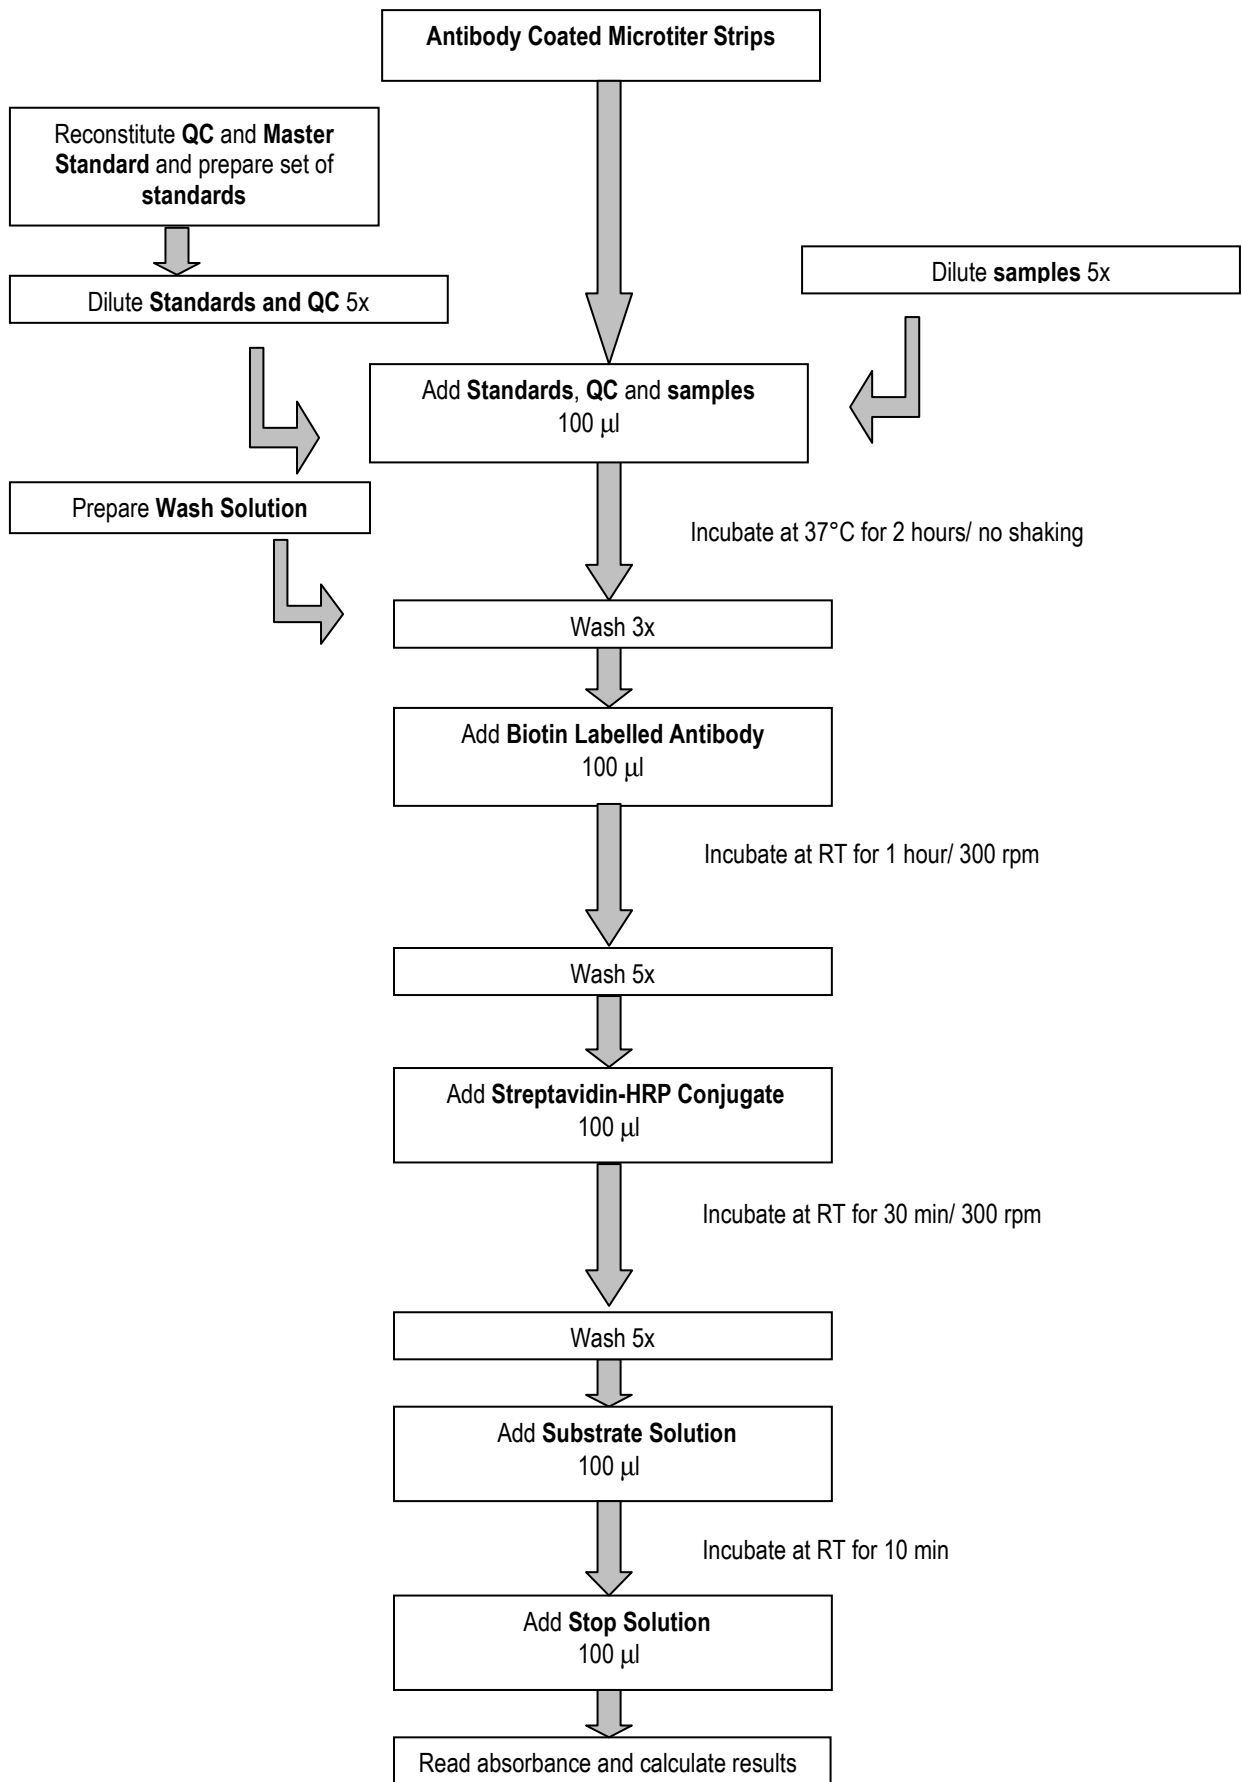 Antibody Coated Microtiter Strips
Reconstitute QC and Master
Standard and prepare set of
standards
Dilute Standards and QC 5x
Dilute samples 5x
Add Standards, QC and samples
100 μl
Prepare Wash Solution
Incubate at 37°C for 2 hours/ no shaking
Wash 3x
Add Biotin Labelled Antibody
100 μl
Incubate at RT for 1 hour/ 300 rpm
Wash 5x
Add Streptavidin-HRP Conjugate
100 μl
Incubate at RT for 30 min/ 300 rpm
Wash 5x
Add Substrate Solution
100 μl
Incubate at RT for 10 min
Add Stop Solution
100 μl
Read absorbance and calculate results